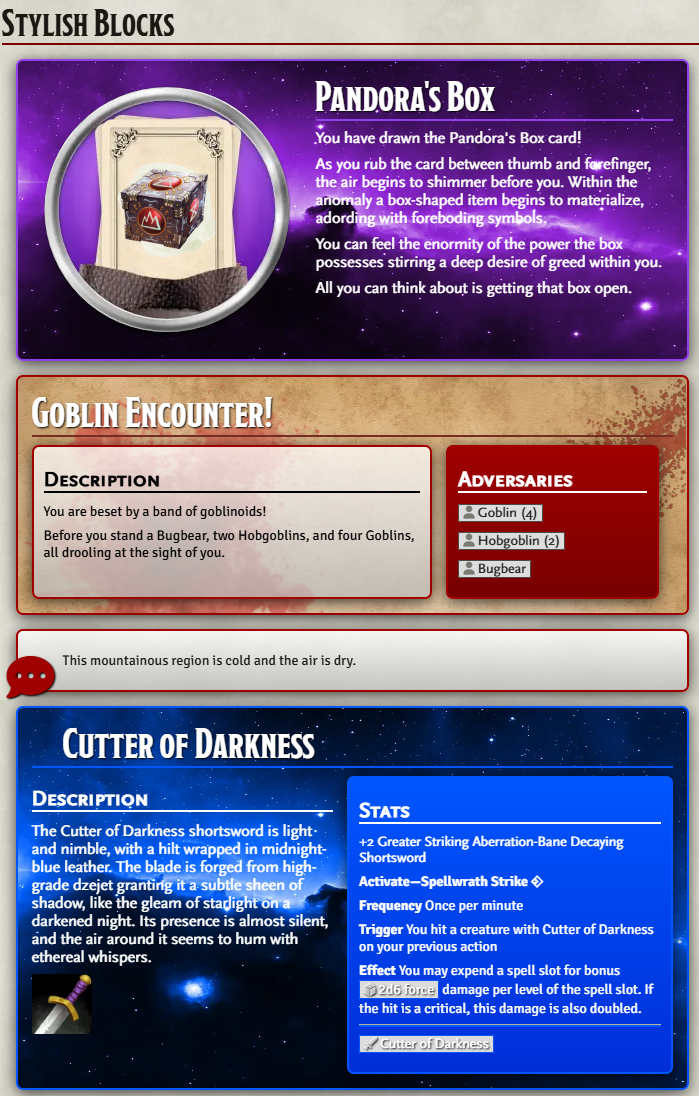 Stylish Blocks
Pandora's Box
You have drawn the Pandora's Box card!
As you rub the card between thumb and forefinger,
the air begins to shimmer before you. Within the
anomaly a box-shaped item begins to materialize,
adording with foreboding symbols.
You can feel the enormity of the power the box
possesses stirring a deep desire of greed within you.
All you can think about is getting that box open.
Goblin Encounter!
Description
You are beset by a band of goblinoids!
Before you stand a Bugbear, two Hobgoblins, and four Goblins,
all drooling at the sight of you.
Adversaries
Goblin (4)
Hobgoblin (2)
Bugbear
This mountainous region is cold and the air is dry.
Cutter of Darkness
Description
The Cutter of Darkness shortsword is light
and nimble, with a hilt wrapped in midnight-
blue leather. The blade is forged from high-
grade dzejet granting it a subtle sheen of
shadow, like the gleam of starlight on a
darkened night. Its presence is almost silent,
and the air around it seems to hum with
ethereal whispers.
Stats
+2 Greater Striking Aberration-Bane Decaying
Shortsword
Activate—Spellwrath Strike
Frequency Once per minute
Trigger You hit a creature with Cutter of Darkness
on your previous action
Effect You may expend a spell slot for bonus
2d6 force damage per level of the spell slot. If
the hit is a critical, this damage is also doubled.
Cutter of Darkness